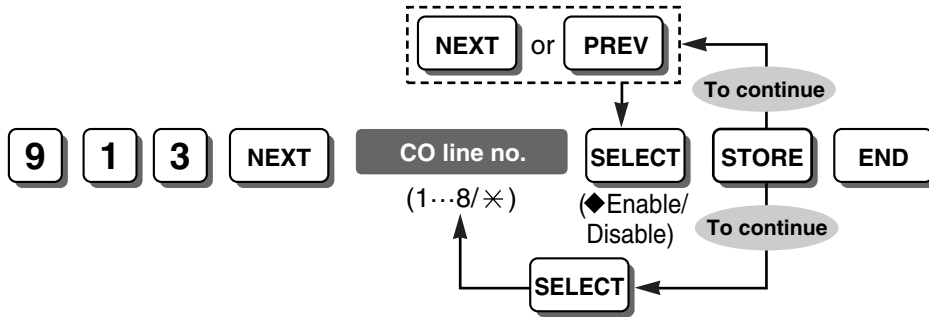 NEXT or PREV
To continue
9 1 3 NEXT CO line no. SELECT STORE END
(1···8/✳) (◆Enable/
Disable) To continue
SELECT